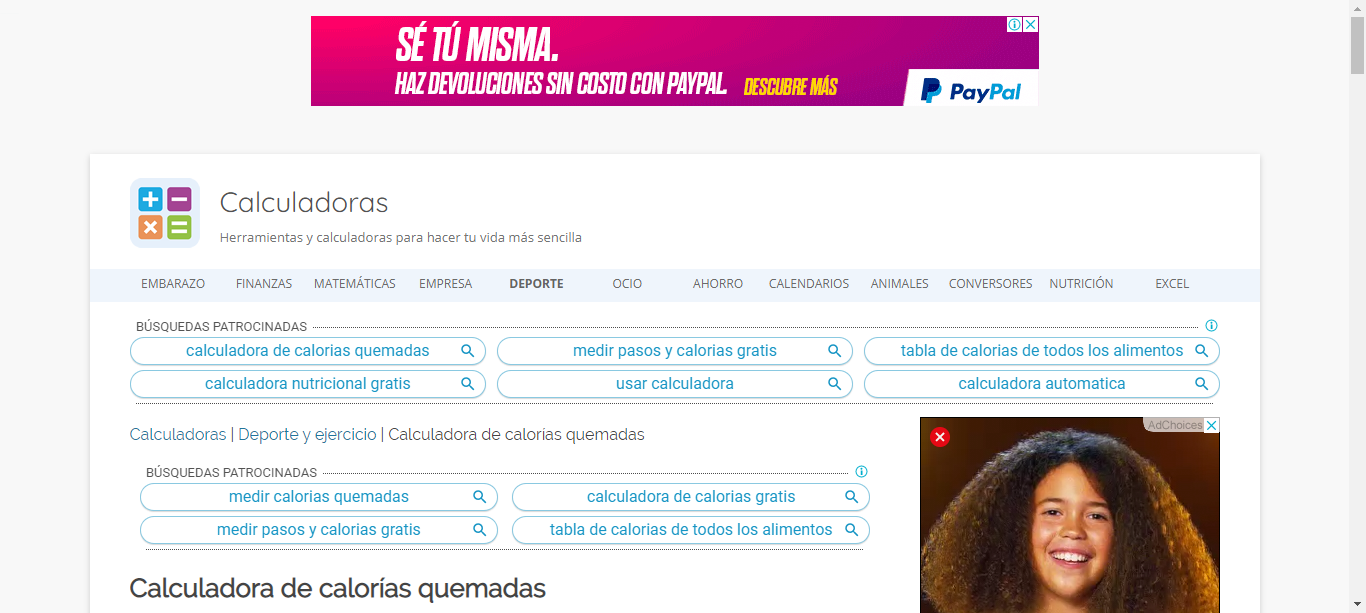 SÉ TÚ MISMA.
HAZ DEVOLUCIONES SIN COSTO CON PAYPAL. DESCUBRE MÁS
PayPal
Calculadoras
Herramientas y calculadoras para hacer tu vida más sencilla
EMBARAZO FINANZAS MATEMÁTICAS EMPRESA DEPORTE OCIO AHORRO CALENDARIOS ANIMALES CONVERSORES NUTRICIÓN EXCEL
BÚSQUEDAS PATROCINADAS
calculadora de calorias quemadas medir pasos y calorias gratis tabla de calorias de todos los alimentos
calculadora nutricional gratis usar calculadora calculadora automatica
AdChoices
Calculadoras | Deporte y ejercicio | Calculadora de calorías quemadas
BÚSQUEDAS PATROCINADAS
medir calorias quemadas calculadora de calorias gratis
medir pasos y calorias gratis tabla de calorias de todos los alimentos
Calculadora de calorías quemadas